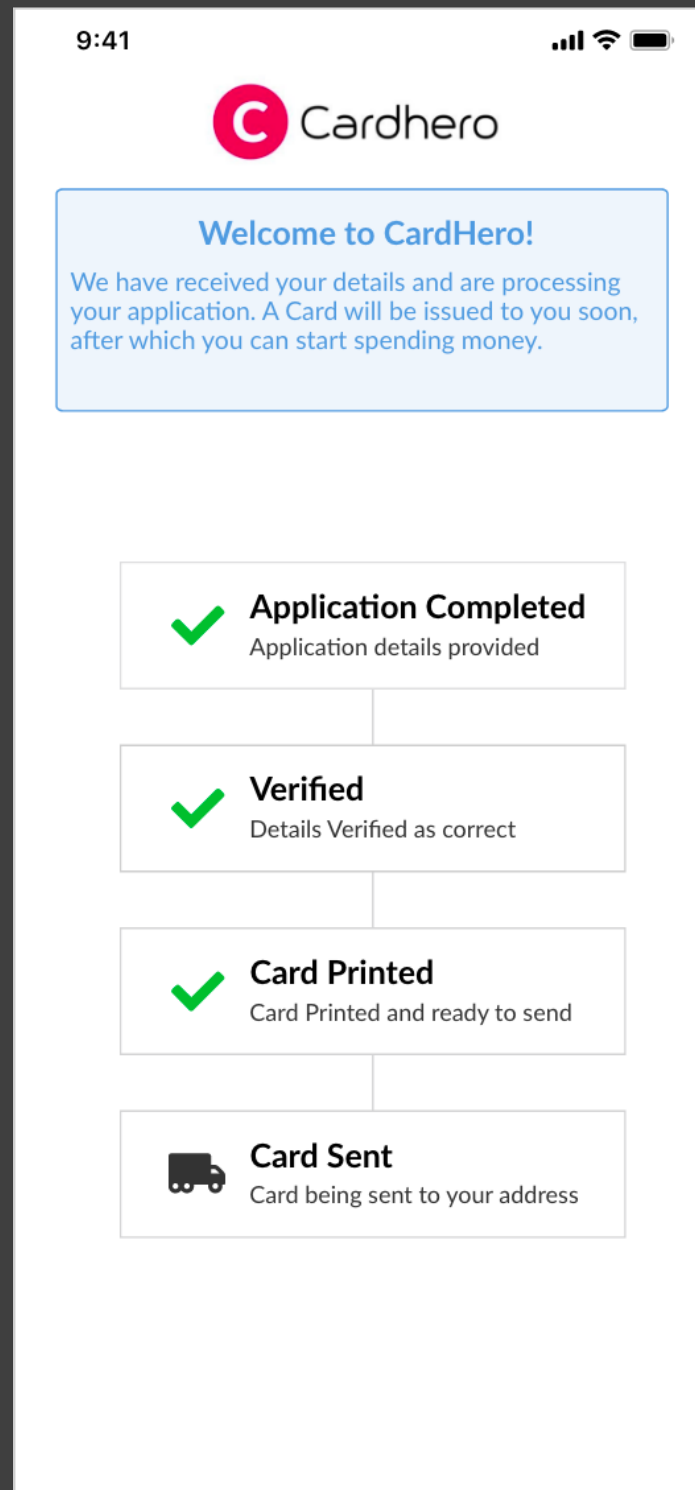 9:41
C Cardhero
Welcome to CardHero!
We have received your details and are processing
your application. A Card will be issued to you soon,
after which you can start spending money.
Application Completed
Application details provided
Verified
Details Verified as correct
Card Printed
Card Printed and ready to send
Card Sent
Card being sent to your address